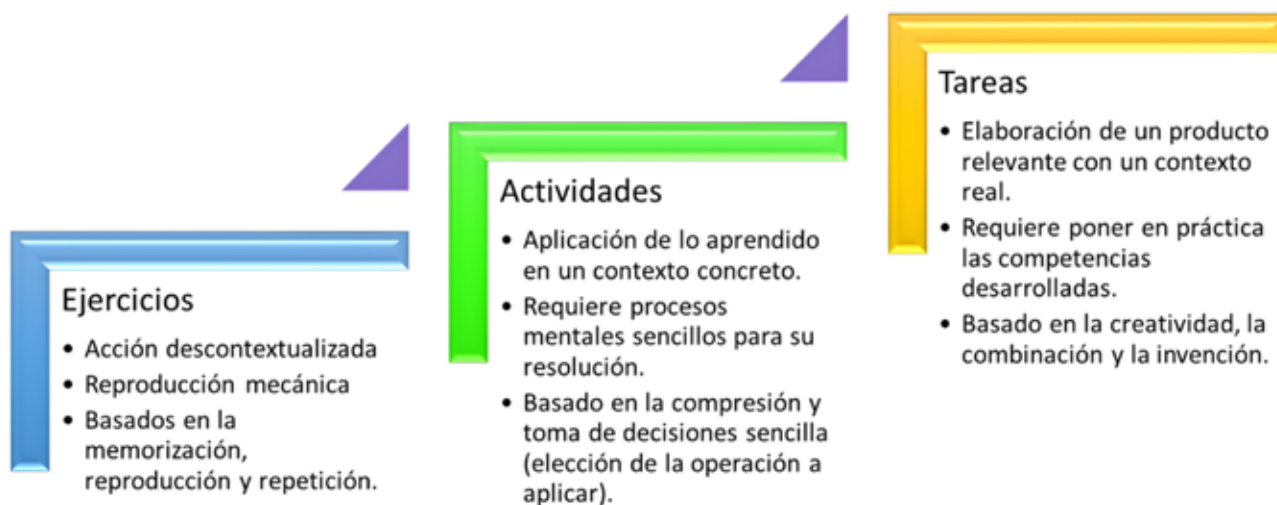 Ejercicios
• Acción descontextualizada
• Reproducción mecánica
• Basados en la
memorización,
reproducción y repetición.
Actividades
• Aplicación de lo aprendido
en un contexto concreto.
• Requiere procesos
mentales sencillos para su
resolución.
• Basado en la compresión y
toma de decisiones sencilla
(elección de la operación a
aplicar).
Tareas
• Elaboración de un producto
relevante con un contexto
real.
• Requiere poner en práctica
las competencias
desarrolladas.
• Basado en la creatividad, la
combinación y la invención.